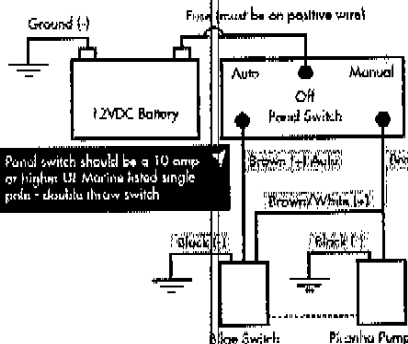 Fuse (must be on positive wire)
Ground (-)
Auto
Manual
Off
12VDC Battery
Panel Switch
Panel switch should be a 10 amp
or higher UL Marine listed single
pole - double throw switch
Brown (+) Auto
Brown/White (+)
Black (-)
Black (-)
Bilge Switch
Piranha Pump